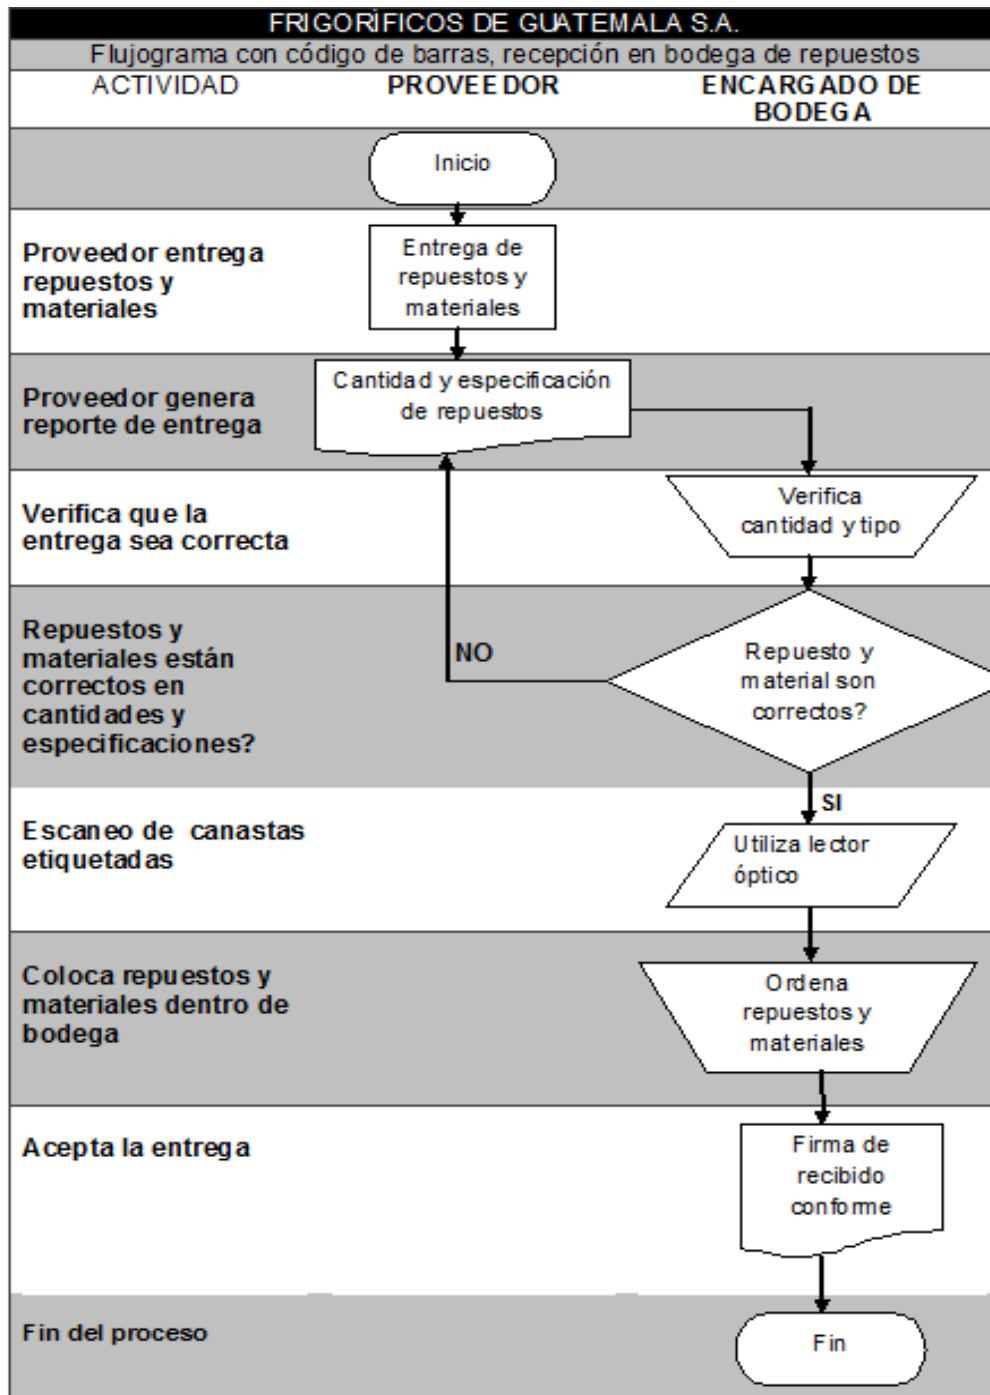 FRIGORÍFICOS DE GUATEMALA S.A.
Flujograma con código de barras, recepción en bodega de repuestos
ACTIVIDAD
PROVEEDOR
ENCARGADO DE
BODEGA
Inicio
Proveedor entrega
repuestos y
materiales
Entrega de
repuestos y
materiales
Proveedor genera
reporte de entrega
Cantidad y especificación
de repuestos
Verifica que la
entrega sea correcta
Verifica
cantidad y tipo
Repuestos y
materiales están
correctos en
cantidades y
especificaciones?
NO
Repuesto y
material son
correctos?
SI
Escaneo de canastas
etiquetadas
Utiliza lector
óptico
Coloca repuestos y
materiales dentro de
bodega
Ordena
repuestos y
materiales
Acepta la entrega
Firma de
recibido
conforme
Fin del proceso
Fin